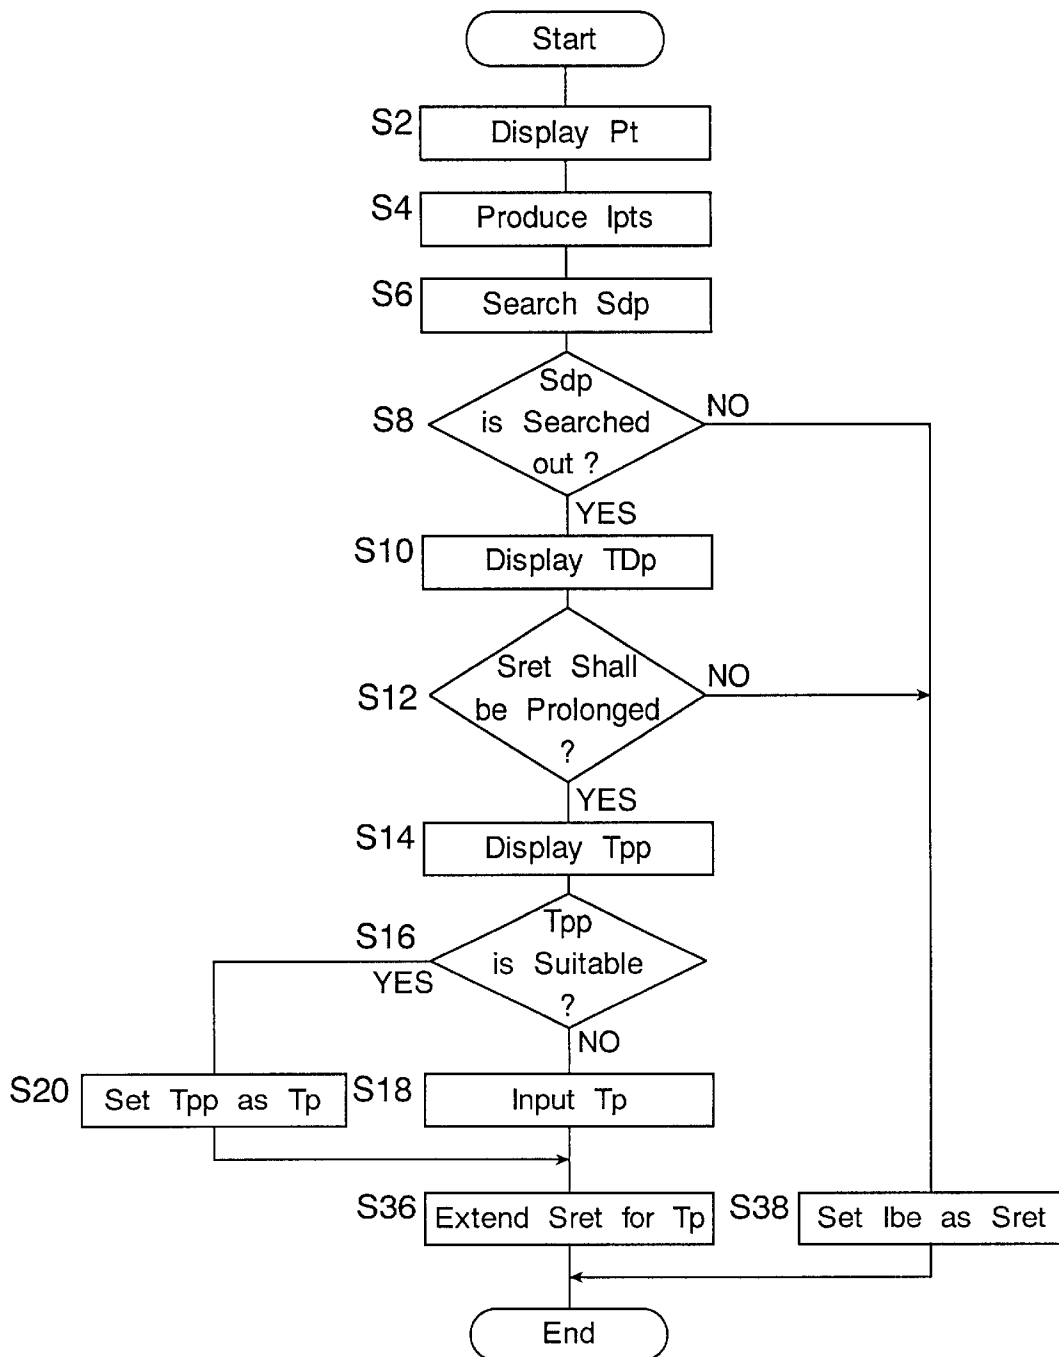 Start
S2
Display Pt
S4
Produce Ipts
S6
Search Sdp
S8
Sdp
is Searched
out ?
NO
YES
S10
Display TDp
S12
Sret Shall
be Prolonged
?
NO
YES
S14
Display Tpp
S16
Tpp
is Suitable
?
YES
NO
S20
Set Tpp as Tp
S18
Input Tp
S36
Extend Sret for Tp
S38
Set Ibe as Sret
End